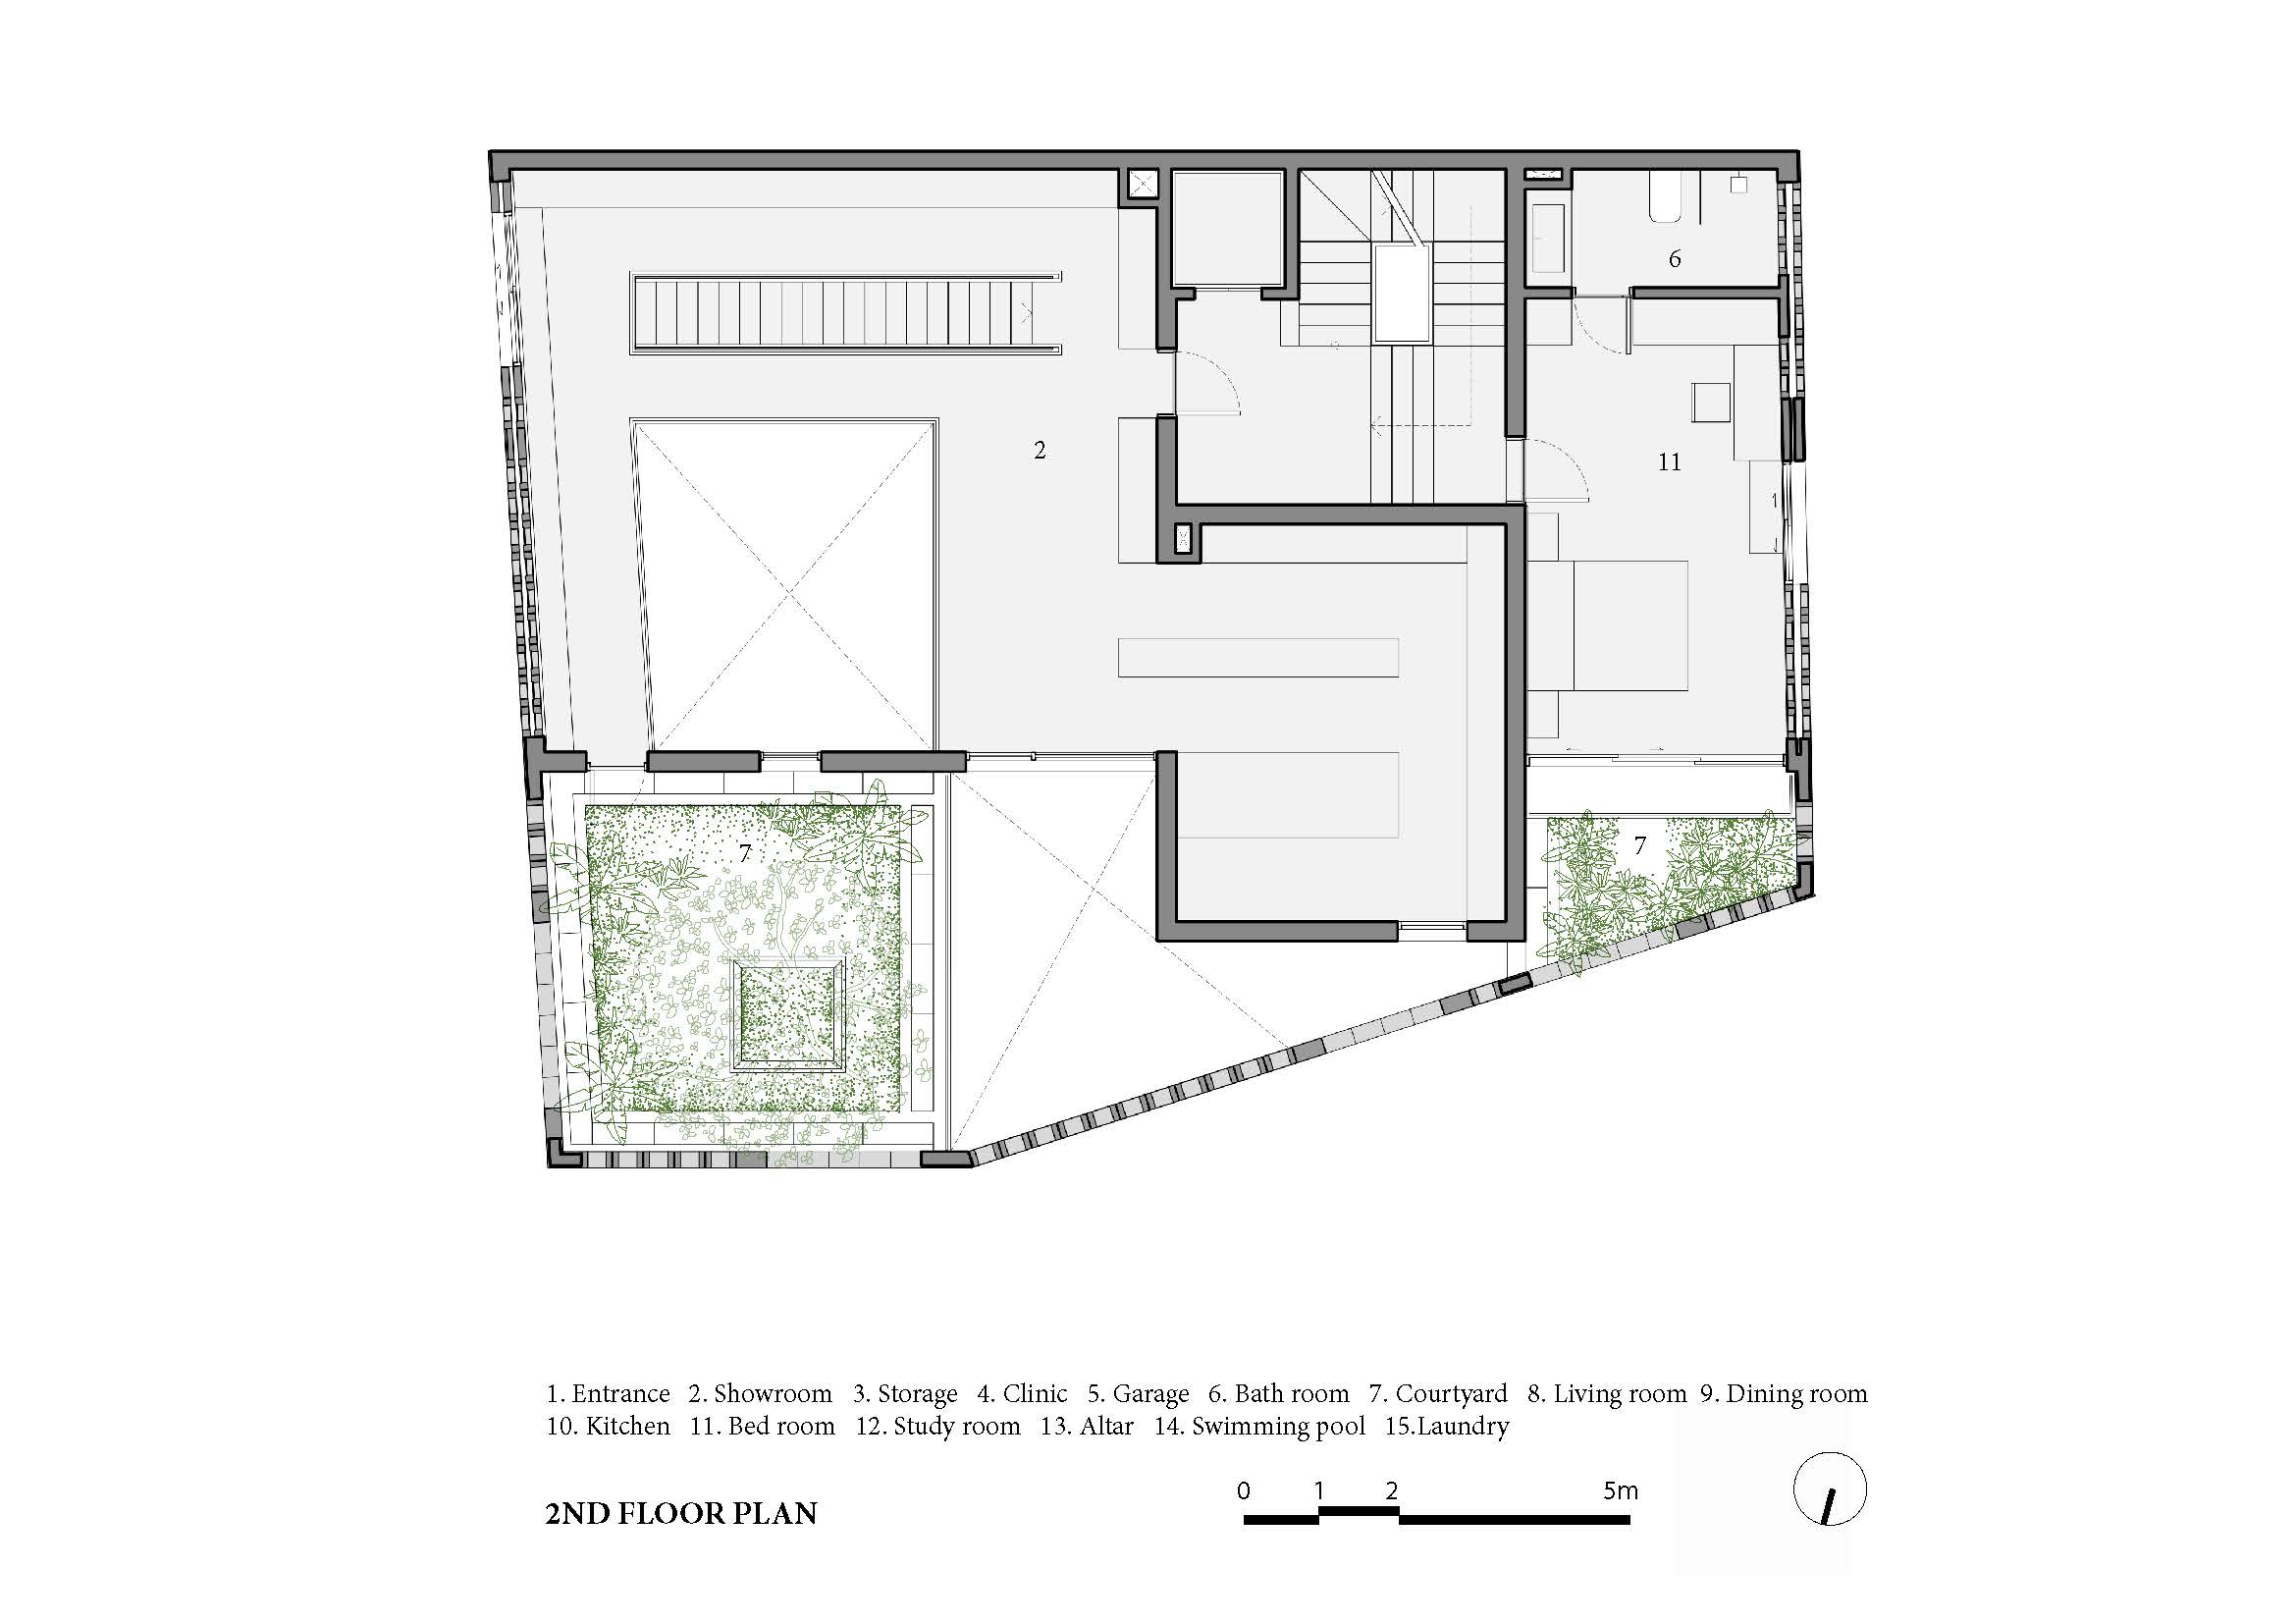 6
2
11
7
7
1. Entrance 2. Showroom 3. Storage 4. Clinic 5. Garage 6. Bath room 7. Courtyard 8. Living room 9. Dining room
10. Kitchen 11. Bed room 12. Study room 13. Altar 14. Swimming pool 15.Laundry
0 1 2 5m
2ND FLOOR PLAN